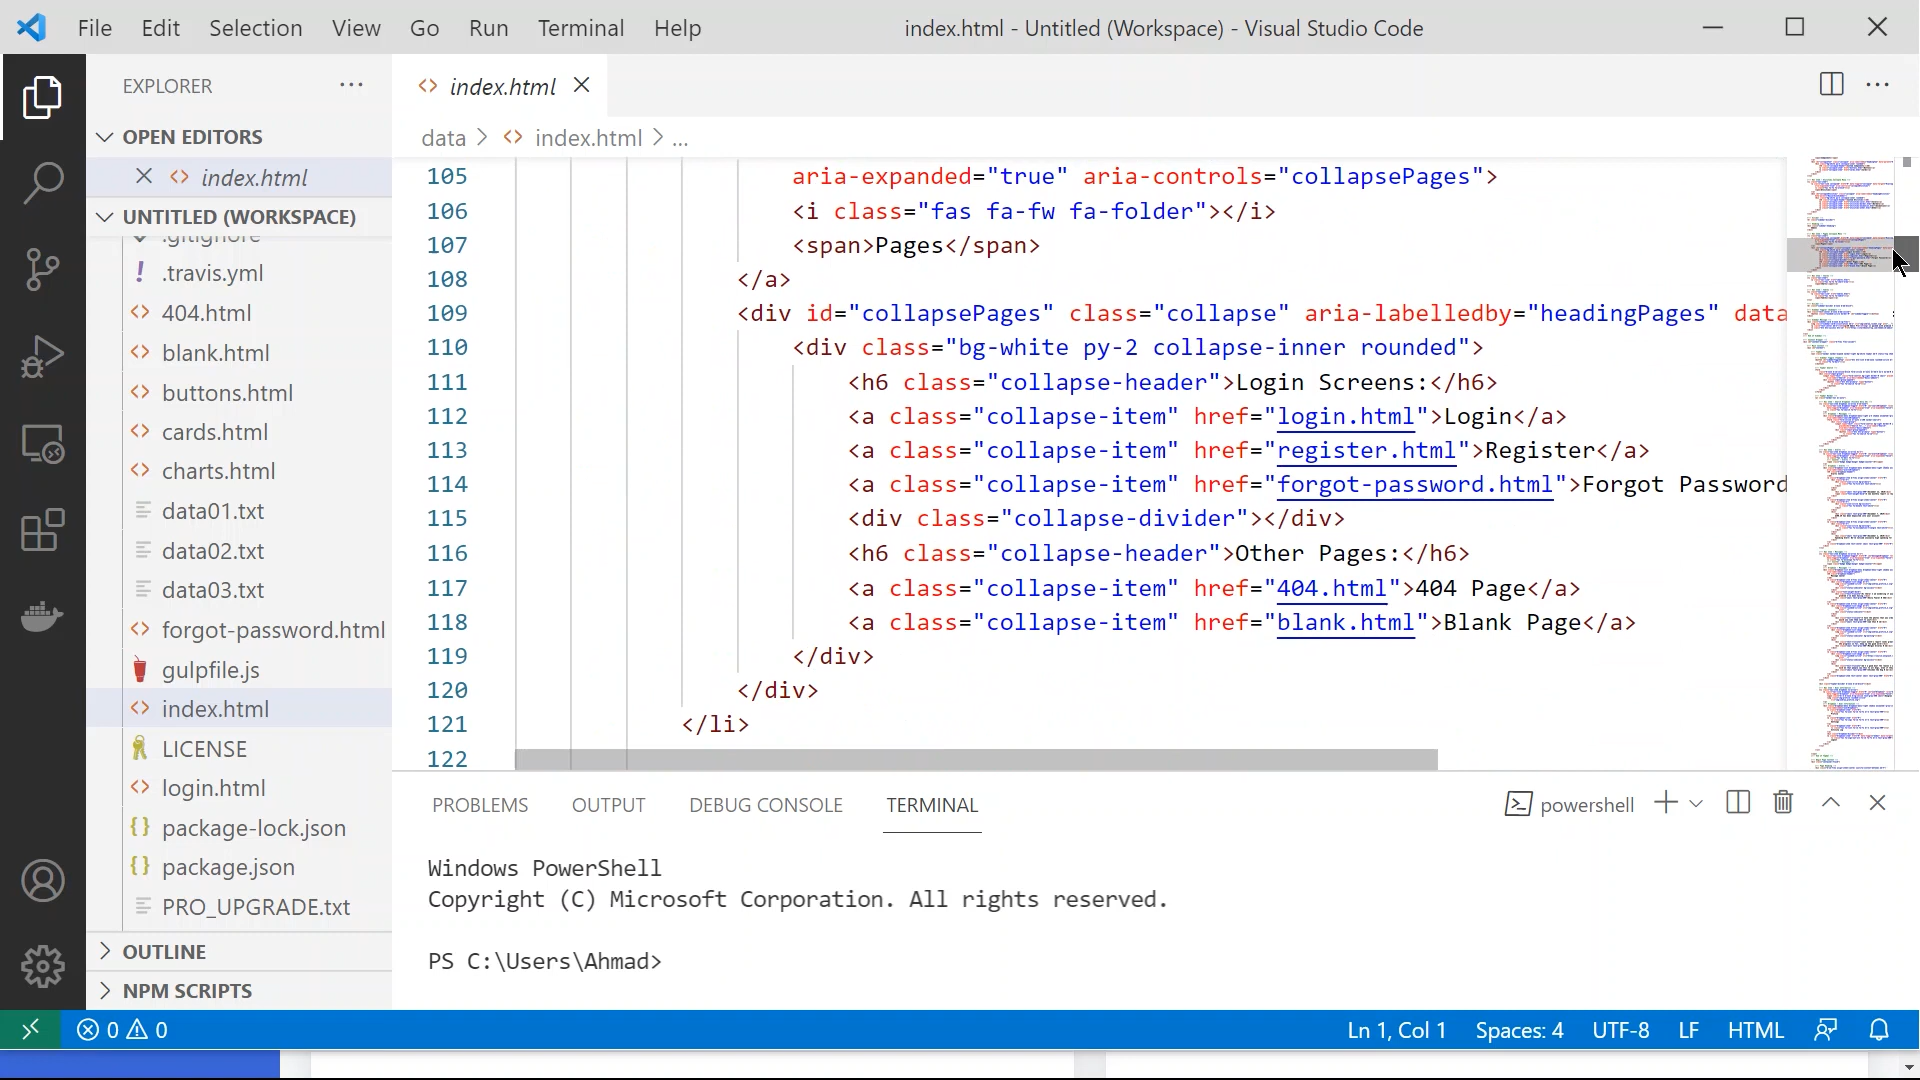 File Edit Selection View Go Run Terminal Help
index.html - Untitled (Workspace) - Visual Studio Code
EXPLORER
OPEN EDITORS
index.html
UNTITLED (WORKSPACE)
.gitignore
.travis.yml
404.html
blank.html
buttons.html
cards.html
charts.html
data01.txt
data02.txt
data03.txt
forgot-password.html
gulpfile.js
index.html
LICENSE
login.html
package-lock.json
package.json
PRO_UPGRADE.txt
OUTLINE
NPM SCRIPTS
index.html
data > index.html > ...
105 aria-expanded="true" aria-controls="collapsePages">
106 <i class="fas fa-fw fa-folder"></i>
107 <span>Pages</span>
108 </a>
109 <div id="collapsePages" class="collapse" aria-labelledby="headingPages" data
110 <div class="bg-white py-2 collapse-inner rounded">
111 <h6 class="collapse-header">Login Screens:</h6>
112 <a class="collapse-item" href="login.html">Login</a>
113 <a class="collapse-item" href="register.html">Register</a>
114 <a class="collapse-item" href="forgot-password.html">Forgot Password
115 <div class="collapse-divider"></div>
116 <h6 class="collapse-header">Other Pages:</h6>
117 <a class="collapse-item" href="404.html">404 Page</a>
118 <a class="collapse-item" href="blank.html">Blank Page</a>
119 </div>
120 </div>
121 </li>
122
PROBLEMS OUTPUT DEBUG CONSOLE TERMINAL powershell
Windows PowerShell
Copyright (C) Microsoft Corporation. All rights reserved.
PS C:\Users\Ahmad>
0 0 Ln 1, Col 1 Spaces: 4 UTF-8 LF HTML